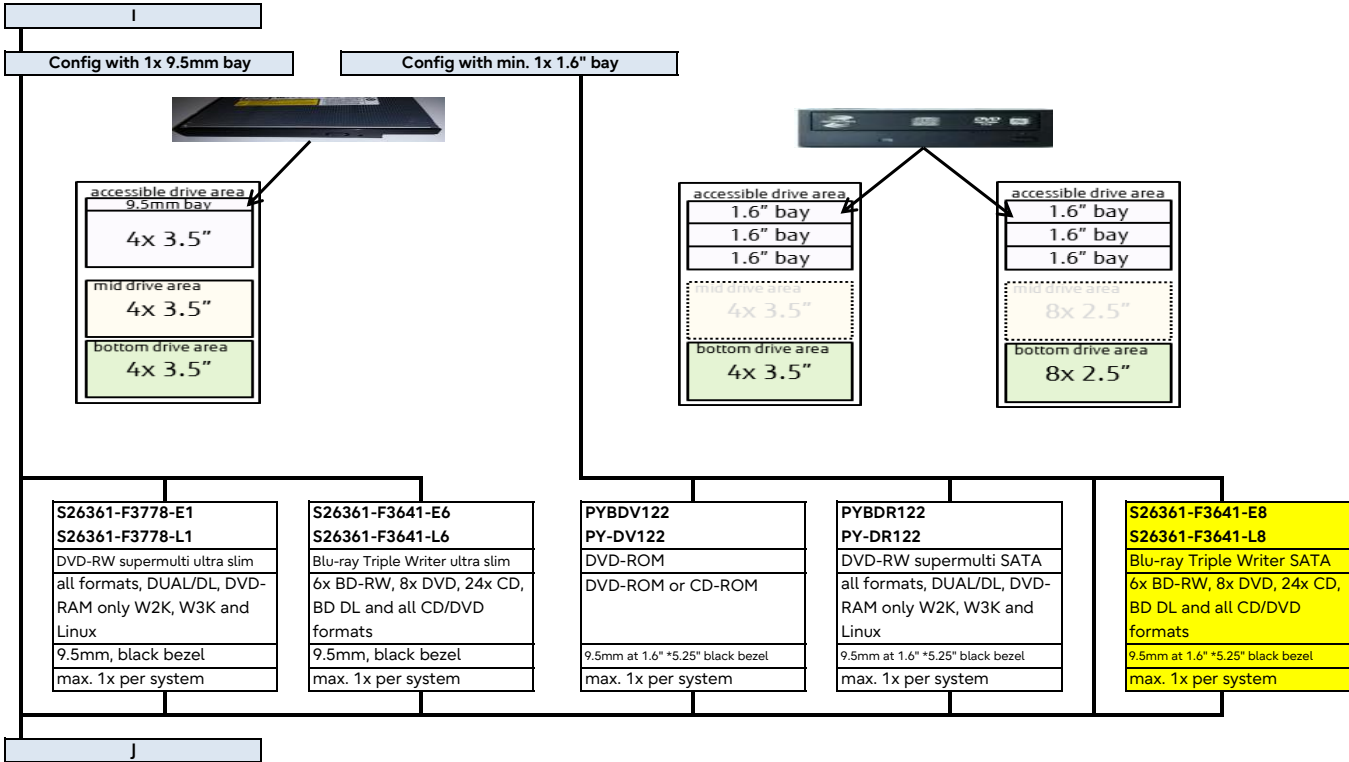 I
Config with 1x 9.5mm bay
Config with min. 1x 1.6" bay
accessible drive area
9.5mm bay
4x 3.5"
mid drive area
4x 3.5"
bottom drive area
4x 3.5"
DVD
accessible drive area
1.6" bay
1.6" bay
1.6" bay
mid drive area
4x 3.5"
bottom drive area
4x 3.5"
accessible drive area
1.6" bay
1.6" bay
1.6" bay
mid drive area
8x 2.5"
bottom drive area
8x 2.5"
S26361-F3778-E1
S26361-F3778-L1
DVD-RW supermulti ultra slim
all formats, DUAL/DL, DVD-
RAM only W2K, W3K and
Linux
9.5mm, black bezel
max. 1x per system
S26361-F3641-E6
S26361-F3641-L6
Blu-ray Triple Writer ultra slim
6x BD-RW, 8x DVD, 24x CD,
BD DL and all CD/DVD
formats
9.5mm, black bezel
max. 1x per system
PYBDV122
PY-DV122
DVD-ROM
DVD-ROM or CD-ROM
9.5mm at 1.6" *5.25" black bezel
max. 1x per system
PYBDR122
PY-DR122
DVD-RW supermulti SATA
all formats, DUAL/DL, DVD-
RAM only W2K, W3K and
Linux
9.5mm at 1.6" *5.25" black bezel
max. 1x per system
S26361-F3641-E8
S26361-F3641-L8
Blu-ray Triple Writer SATA
6x BD-RW, 8x DVD, 24x CD,
BD DL and all CD/DVD
formats
9.5mm at 1.6" *5.25" black bezel
max. 1x per system
J